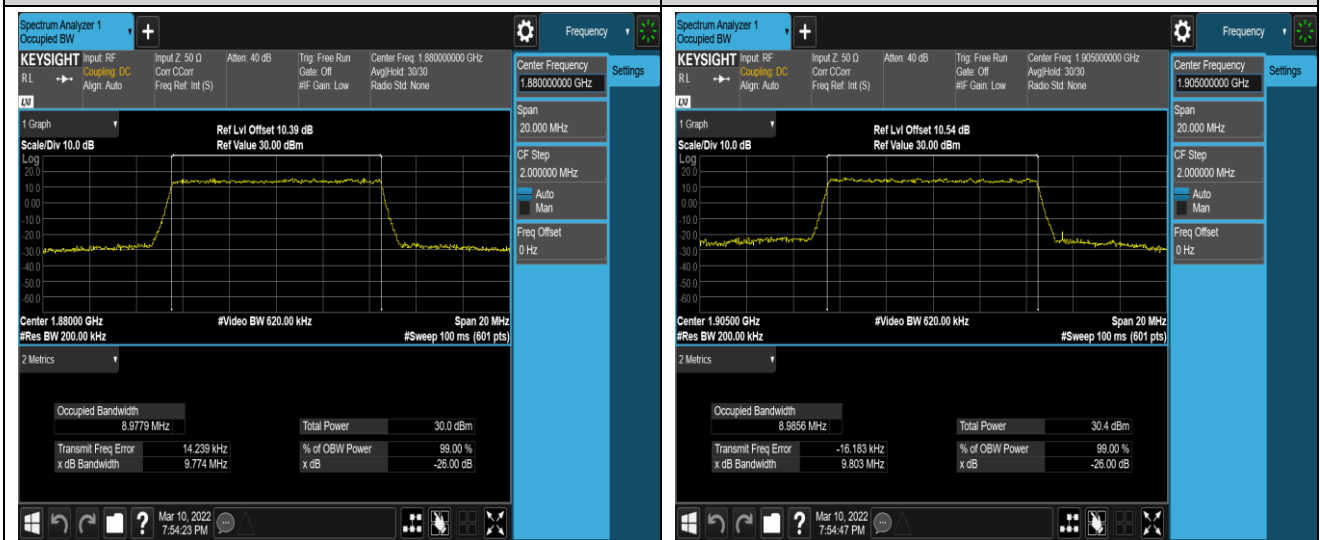 Spectrum Analyzer 1
Occupied BW
+
Frequency
KEYSIGHT
RL
LXI
Input: RF
Coupling: DC
Align: Auto
Input Z: 50 Ω
Corr CCorr
Freq Ref: Int (S)
Atten: 40 dB
Trig: Free Run
Gate: Off
#IF Gain: Low
Center Freq: 1.880000000 GHz
Avg|Hold: 30/30
Radio Std: None
Center Frequency
1.880000000 GHz
Settings
Span
20.000 MHz
CF Step
2.000000 MHz
Auto
Man
Freq Offset
0 Hz
1 Graph
Scale/Div 10.0 dB
Ref Lvl Offset 10.39 dB
Ref Value 30.00 dBm
Log
20.0
10.0
0.00
-10.0
-20.0
-30.0
-40.0
-50.0
-60.0
Center 1.88000 GHz
#Video BW 620.00 kHz
Span 20 MHz
#Res BW 200.00 kHz
#Sweep 100 ms (601 pts)
2 Metrics
Occupied Bandwidth
8.9779 MHz
Total Power 30.0 dBm
Transmit Freq Error 14.239 kHz
% of OBW Power 99.00 %
x dB Bandwidth 9.774 MHz
x dB -26.00 dB
?
Mar 10, 2022
7:54:23 PM
Spectrum Analyzer 1
Occupied BW
+
Frequency
KEYSIGHT
RL
LXI
Input: RF
Coupling: DC
Align: Auto
Input Z: 50 Ω
Corr CCorr
Freq Ref: Int (S)
Atten: 40 dB
Trig: Free Run
Gate: Off
#IF Gain: Low
Center Freq: 1.905000000 GHz
Avg|Hold: 30/30
Radio Std: None
Center Frequency
1.905000000 GHz
Settings
Span
20.000 MHz
CF Step
2.000000 MHz
Auto
Man
Freq Offset
0 Hz
1 Graph
Scale/Div 10.0 dB
Ref Lvl Offset 10.54 dB
Ref Value 30.00 dBm
Log
20.0
10.0
0.00
-10.0
-20.0
-30.0
-40.0
-50.0
-60.0
Center 1.90500 GHz
#Video BW 620.00 kHz
Span 20 MHz
#Res BW 200.00 kHz
#Sweep 100 ms (601 pts)
2 Metrics
Occupied Bandwidth
8.9856 MHz
Total Power 30.4 dBm
Transmit Freq Error -16.183 kHz
% of OBW Power 99.00 %
x dB Bandwidth 9.803 MHz
x dB -26.00 dB
?
Mar 10, 2022
7:54:47 PM